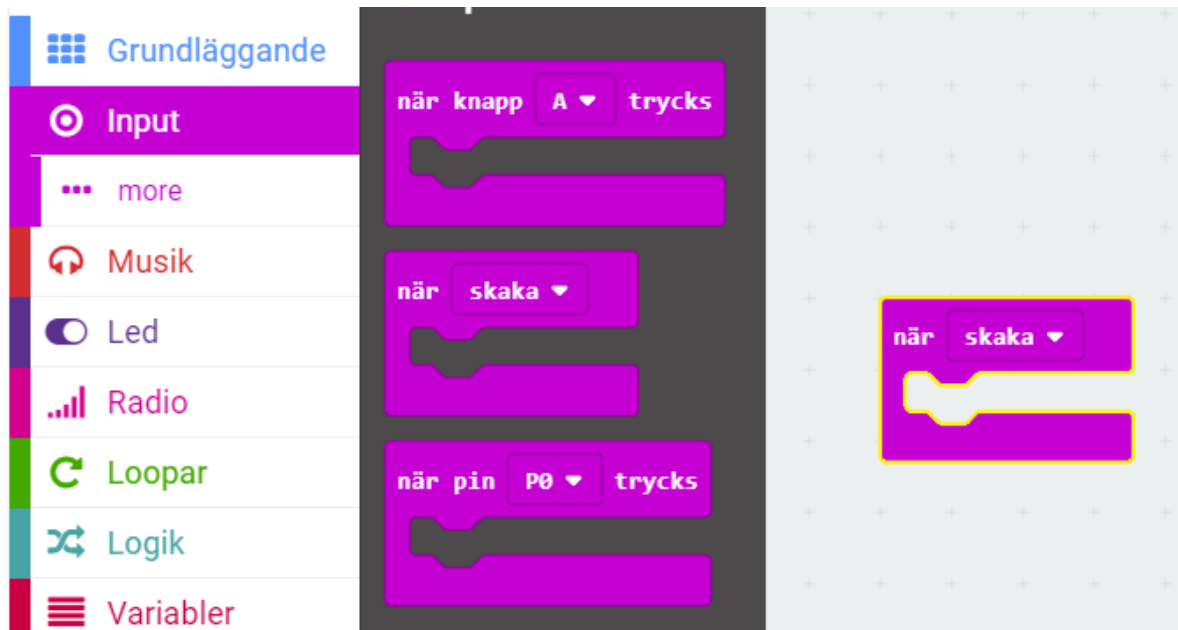 Grundläggande
Input
more
Musik
Led
Radio
Loopar
Logik
Variabler
när knapp A trycks
när skaka
när pin P0 trycks
när skaka